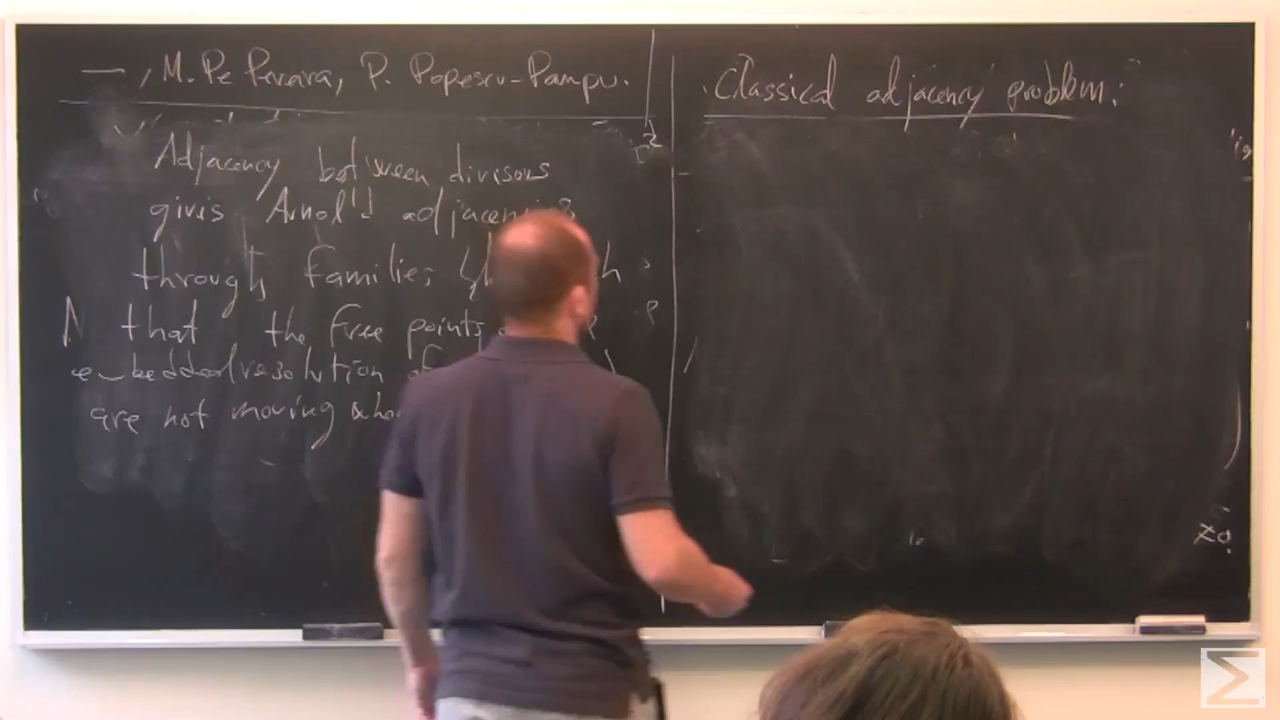 —, M. Pe Pereira, P. Popescu-Pampu.
Adjacency between divisors
gives Arnol'd adjacencies
through families
that the free points
embedded resolution of
are not moving
. Classical adjacency problem: